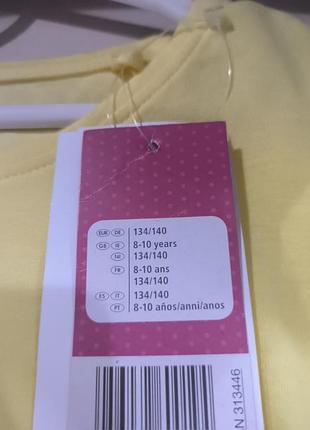 EUR DE 134/140
GB IE 8-10 years
NI 134/140
FR 8-10 ans
134/140
ES IT 134/140
PT 8-10 años/anni/anos
N 313446